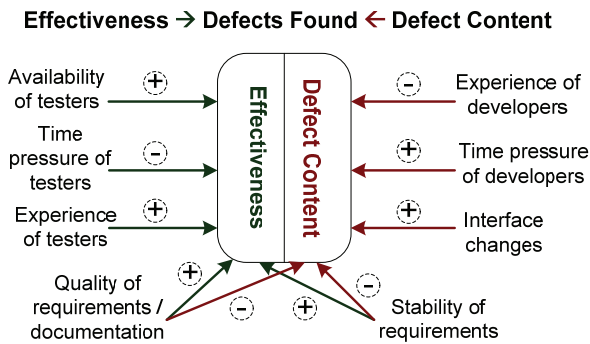 Effectiveness → Defects Found ← Defect Content
Availability
of testers
+
Time
pressure of
testers
-
Experience
of testers
+
Effectiveness
Defect Content
-
Experience of
developers
+
Time pressure
of developers
+
Interface
changes
Quality of
requirements /
documentation
+
-
+
-
Stability of
requirements